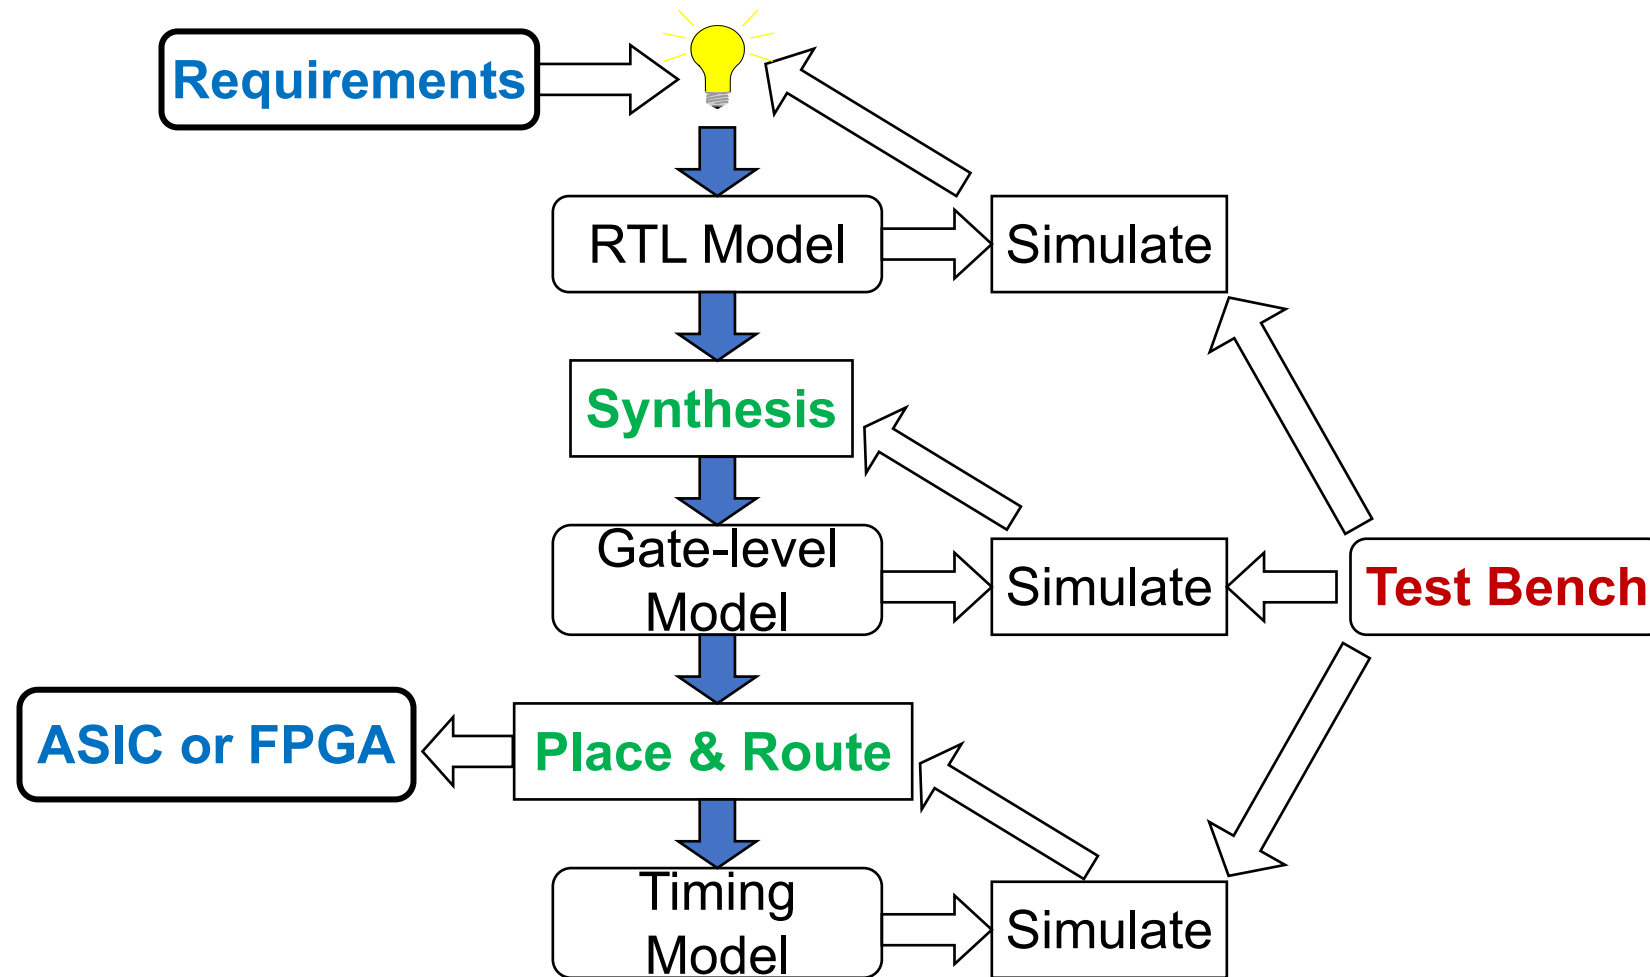 Requirements
RTL Model
Simulate
Synthesis
Gate-level
Model
Simulate
Test Bench
ASIC or FPGA
Place & Route
Timing
Model
Simulate